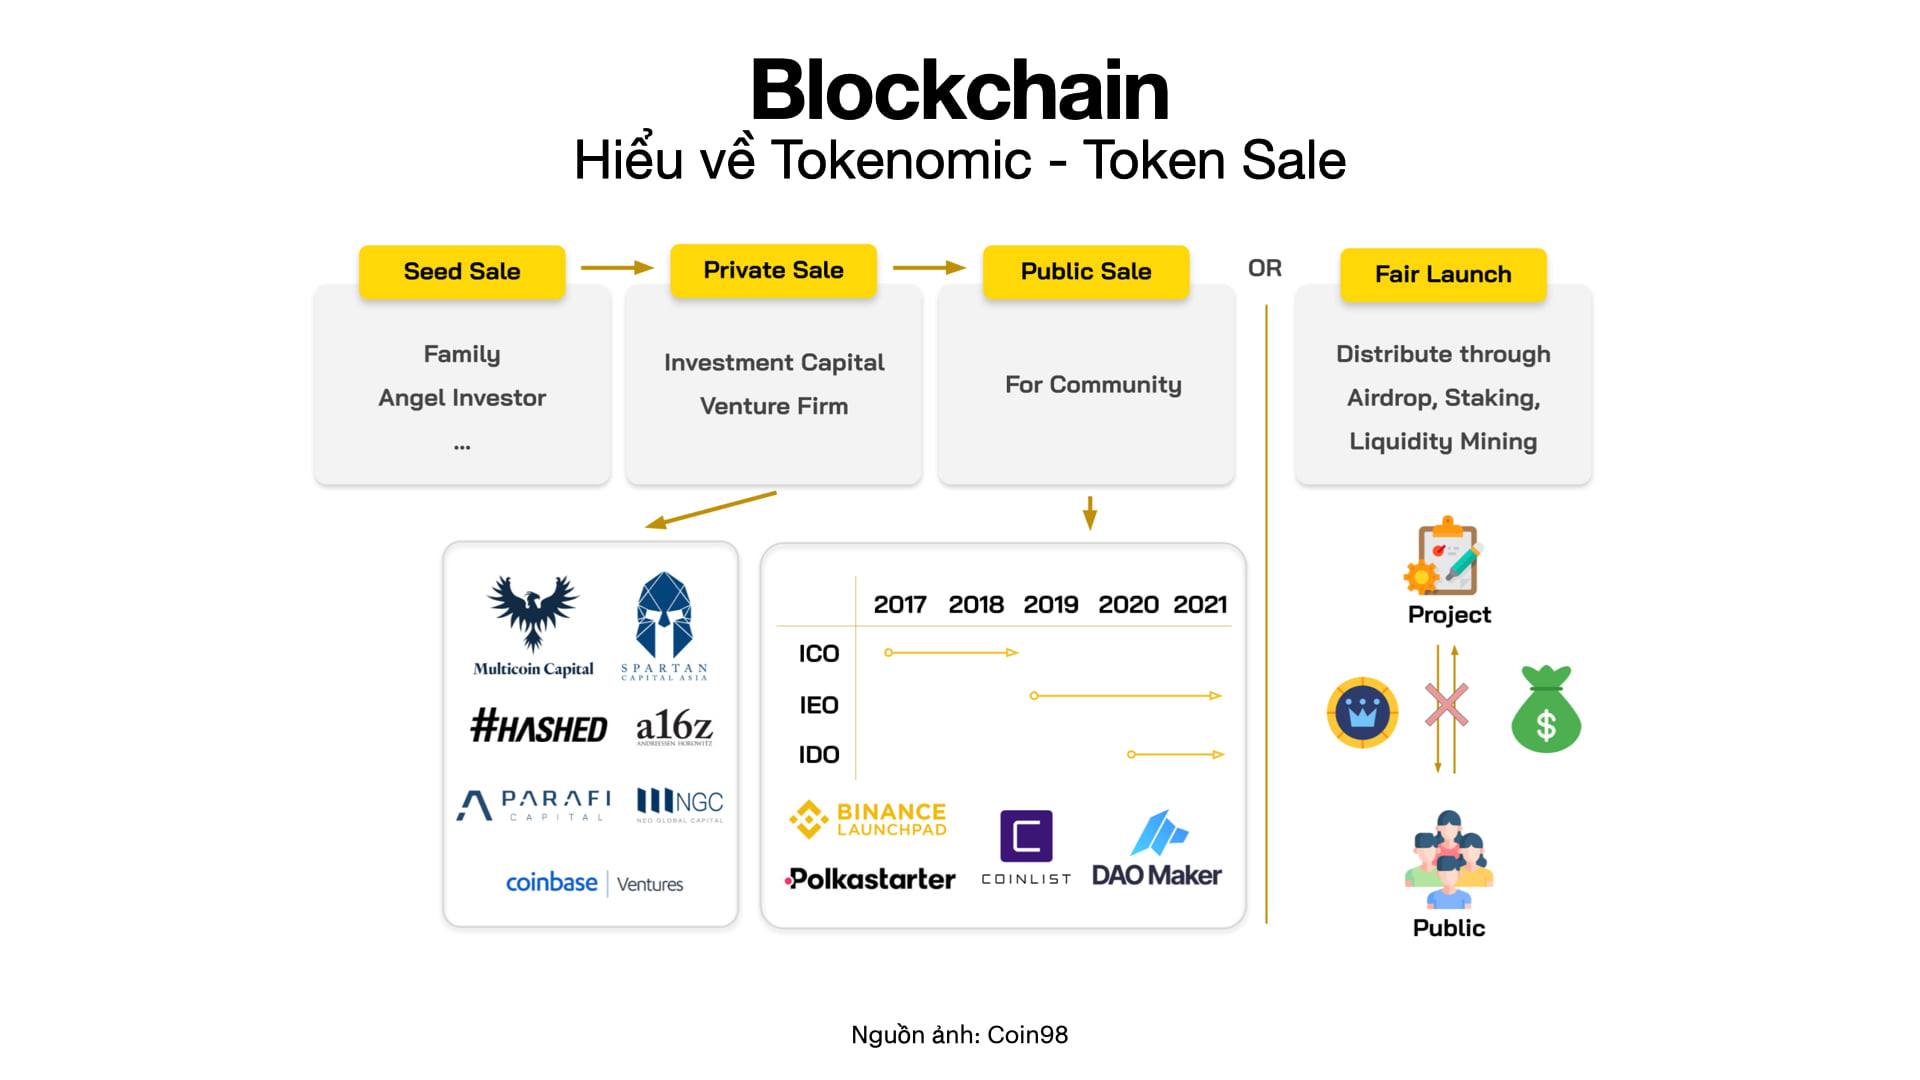 Blockchain
Hiểu về Tokenomic - Token Sale
Seed Sale
Private Sale
Public Sale
OR
Fair Launch
Family
Angel Investor
...
Investment Capital
Venture Firm
For Community
Distribute through
Airdrop, Staking,
Liquidity Mining
Multicoin Capital
SPARTAN
CAPITAL ASIA
#HASHED
a16z
ANDREESSEN HOROWITZ
PARAFI
CAPITAL
NGC
NEO GLOBAL CAPITAL
coinbase | Ventures
2017 2018 2019 2020 2021
ICO
IEO
IDO
BINANCE
LAUNCHPAD
Polkastarter
COINLIST
DAO Maker
Project
Public
Nguồn ảnh: Coin98